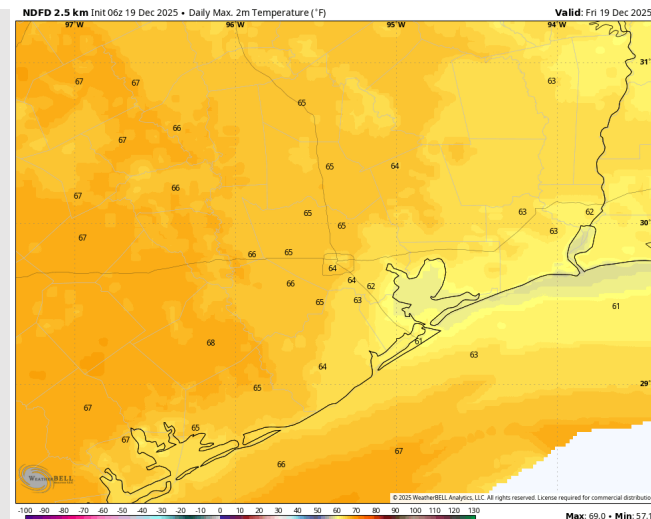 NDFD 2.5 km Init 06z 19 Dec 2025 • Daily Max. 2m Temperature (°F)
Valid: Fri 19 Dec 2025
97°W 96°W 95°W 94°W
31°
67 67 63
65
66
67
65 64
66
67
65 63 62
65 63
67
30°
66 65
64
66 64 62
65 63
61
61
68 63
64
29°
65
67
65
67
67
66
WEATHERBELL
© 2025 WeatherBELL Analytics, LLC. All rights reserved. License required for commercial distributio
-100 -90 -80 -70 -60 -50 -40 -30 -20 -10 0 10 20 30 40 50 60 70 80 90 100 110 120 130
Max: 69.0 • Min: 57.1